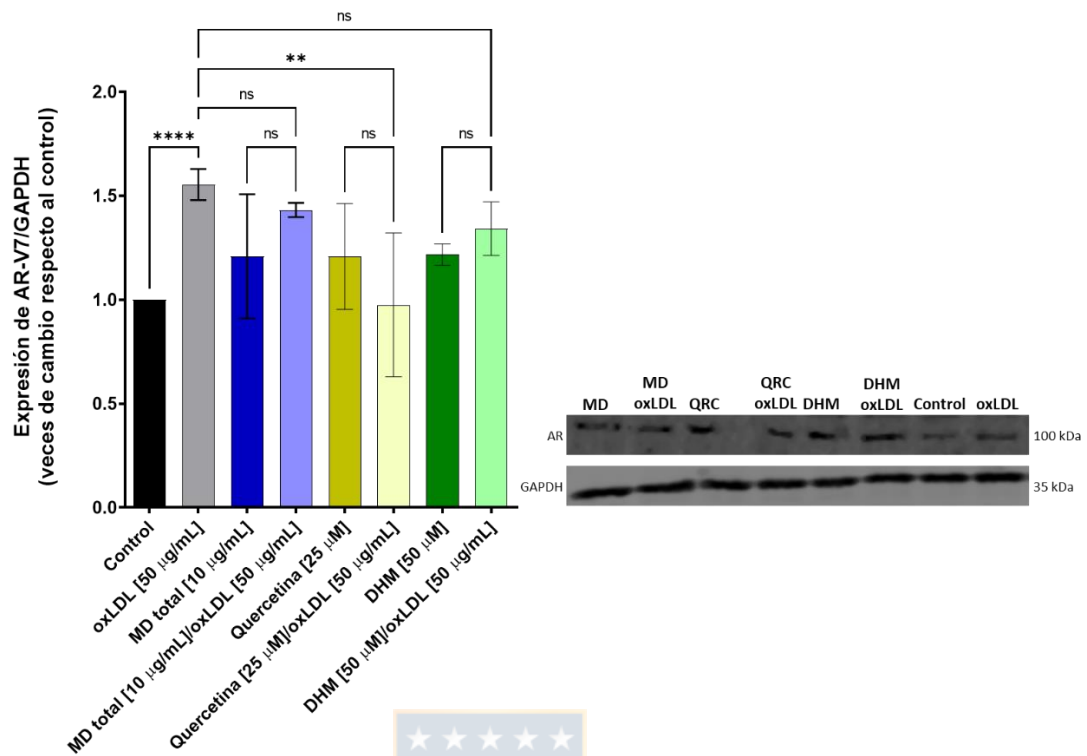 ns
**
ns
****
ns
ns
ns
2.0
1.5
1.0
0.5
0.0
Expresión de AR-V7/GAPDH
(veces de cambio respecto al control)
Control
oxLDL [50 μg/mL]
MD total [10 μg/mL]
MD total [10 μg/mL]/oxLDL [50 μg/mL]
Quercetina [25 μM]
Quercetina [25 μM]/oxLDL [50 μg/mL]
DHM [50 μM]
DHM [50 μM]/oxLDL [50 μg/mL]
MD
MD
oxLDL
QRC
QRC
oxLDL
DHM
DHM
oxLDL
Control
oxLDL
AR
100 kDa
GAPDH
35 kDa